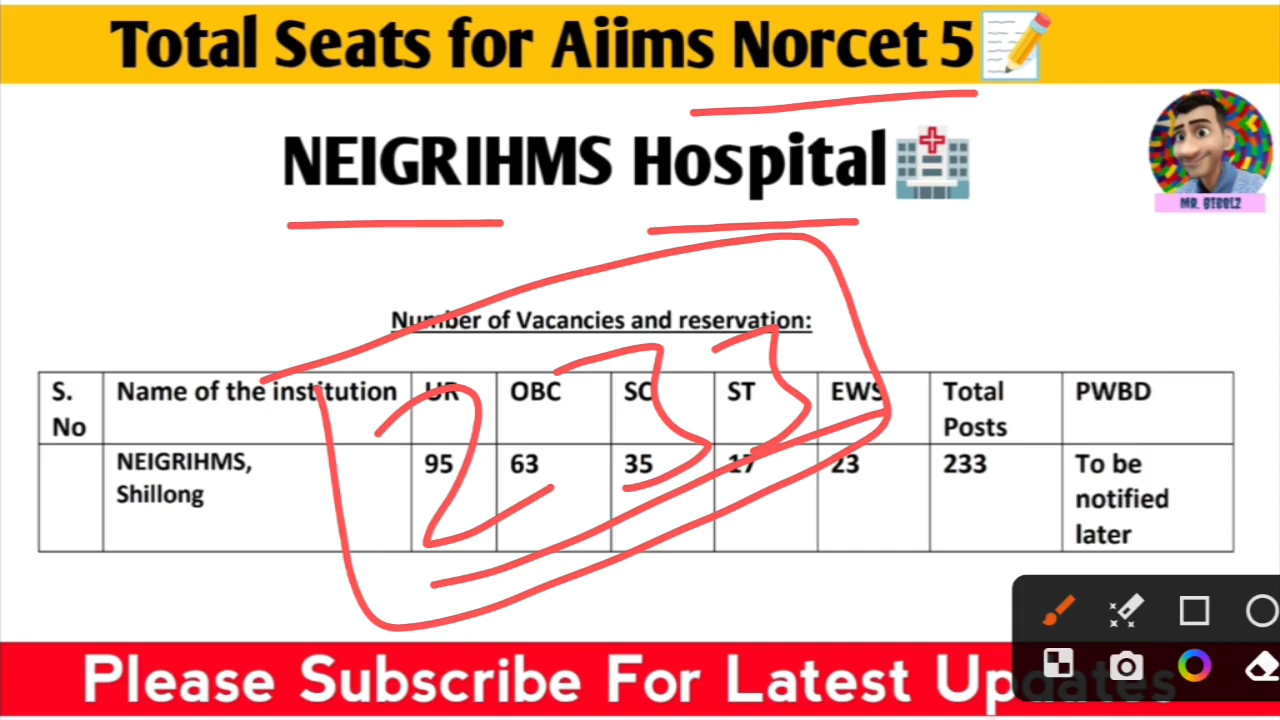 Total Seats for Aiims Norcet 5
NEIGRIHMS Hospital
MR. BEBBLZ
Number of Vacancies and reservation:
S. No Name of the institution UR OBC SC ST EWS Total Posts PWBD
NEIGRIHMS, Shillong 95 63 35 17 23 233 To be notified later
233
Please Subscribe For Latest Updates